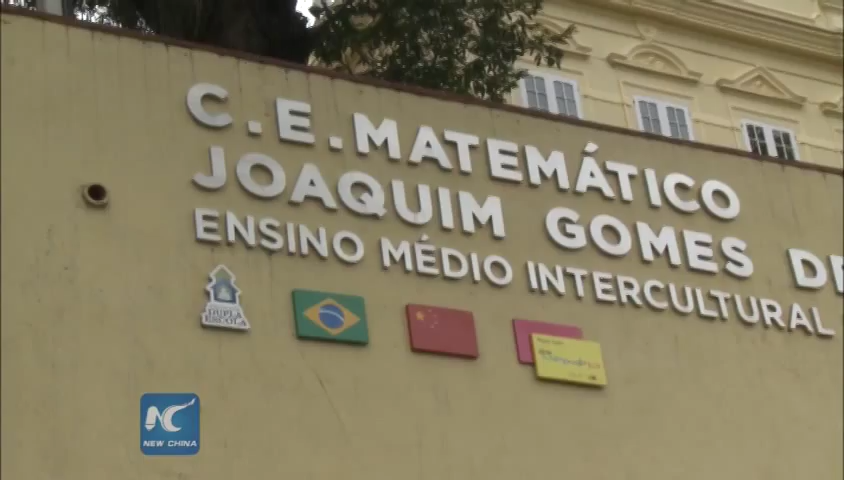 C.E.MATEMÁTICO
JOAQUIM GOMES DE
ENSINO MÉDIO INTERCULTURAL
DUPLA
ESCOLA
NEW CHINA